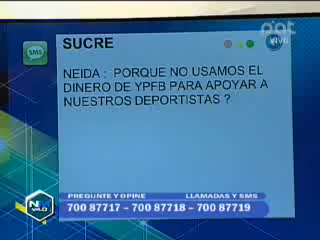 SUCRE
SMS
pat
VIVO
NEIDA : PORQUE NO USAMOS EL
DINERO DE YPFB PARA APOYAR A
NUESTROS DEPORTISTAS ?
PREGUNTE Y OPINE LLAMADAS Y SMS
700 87717 – 700 87718 – 700 87719